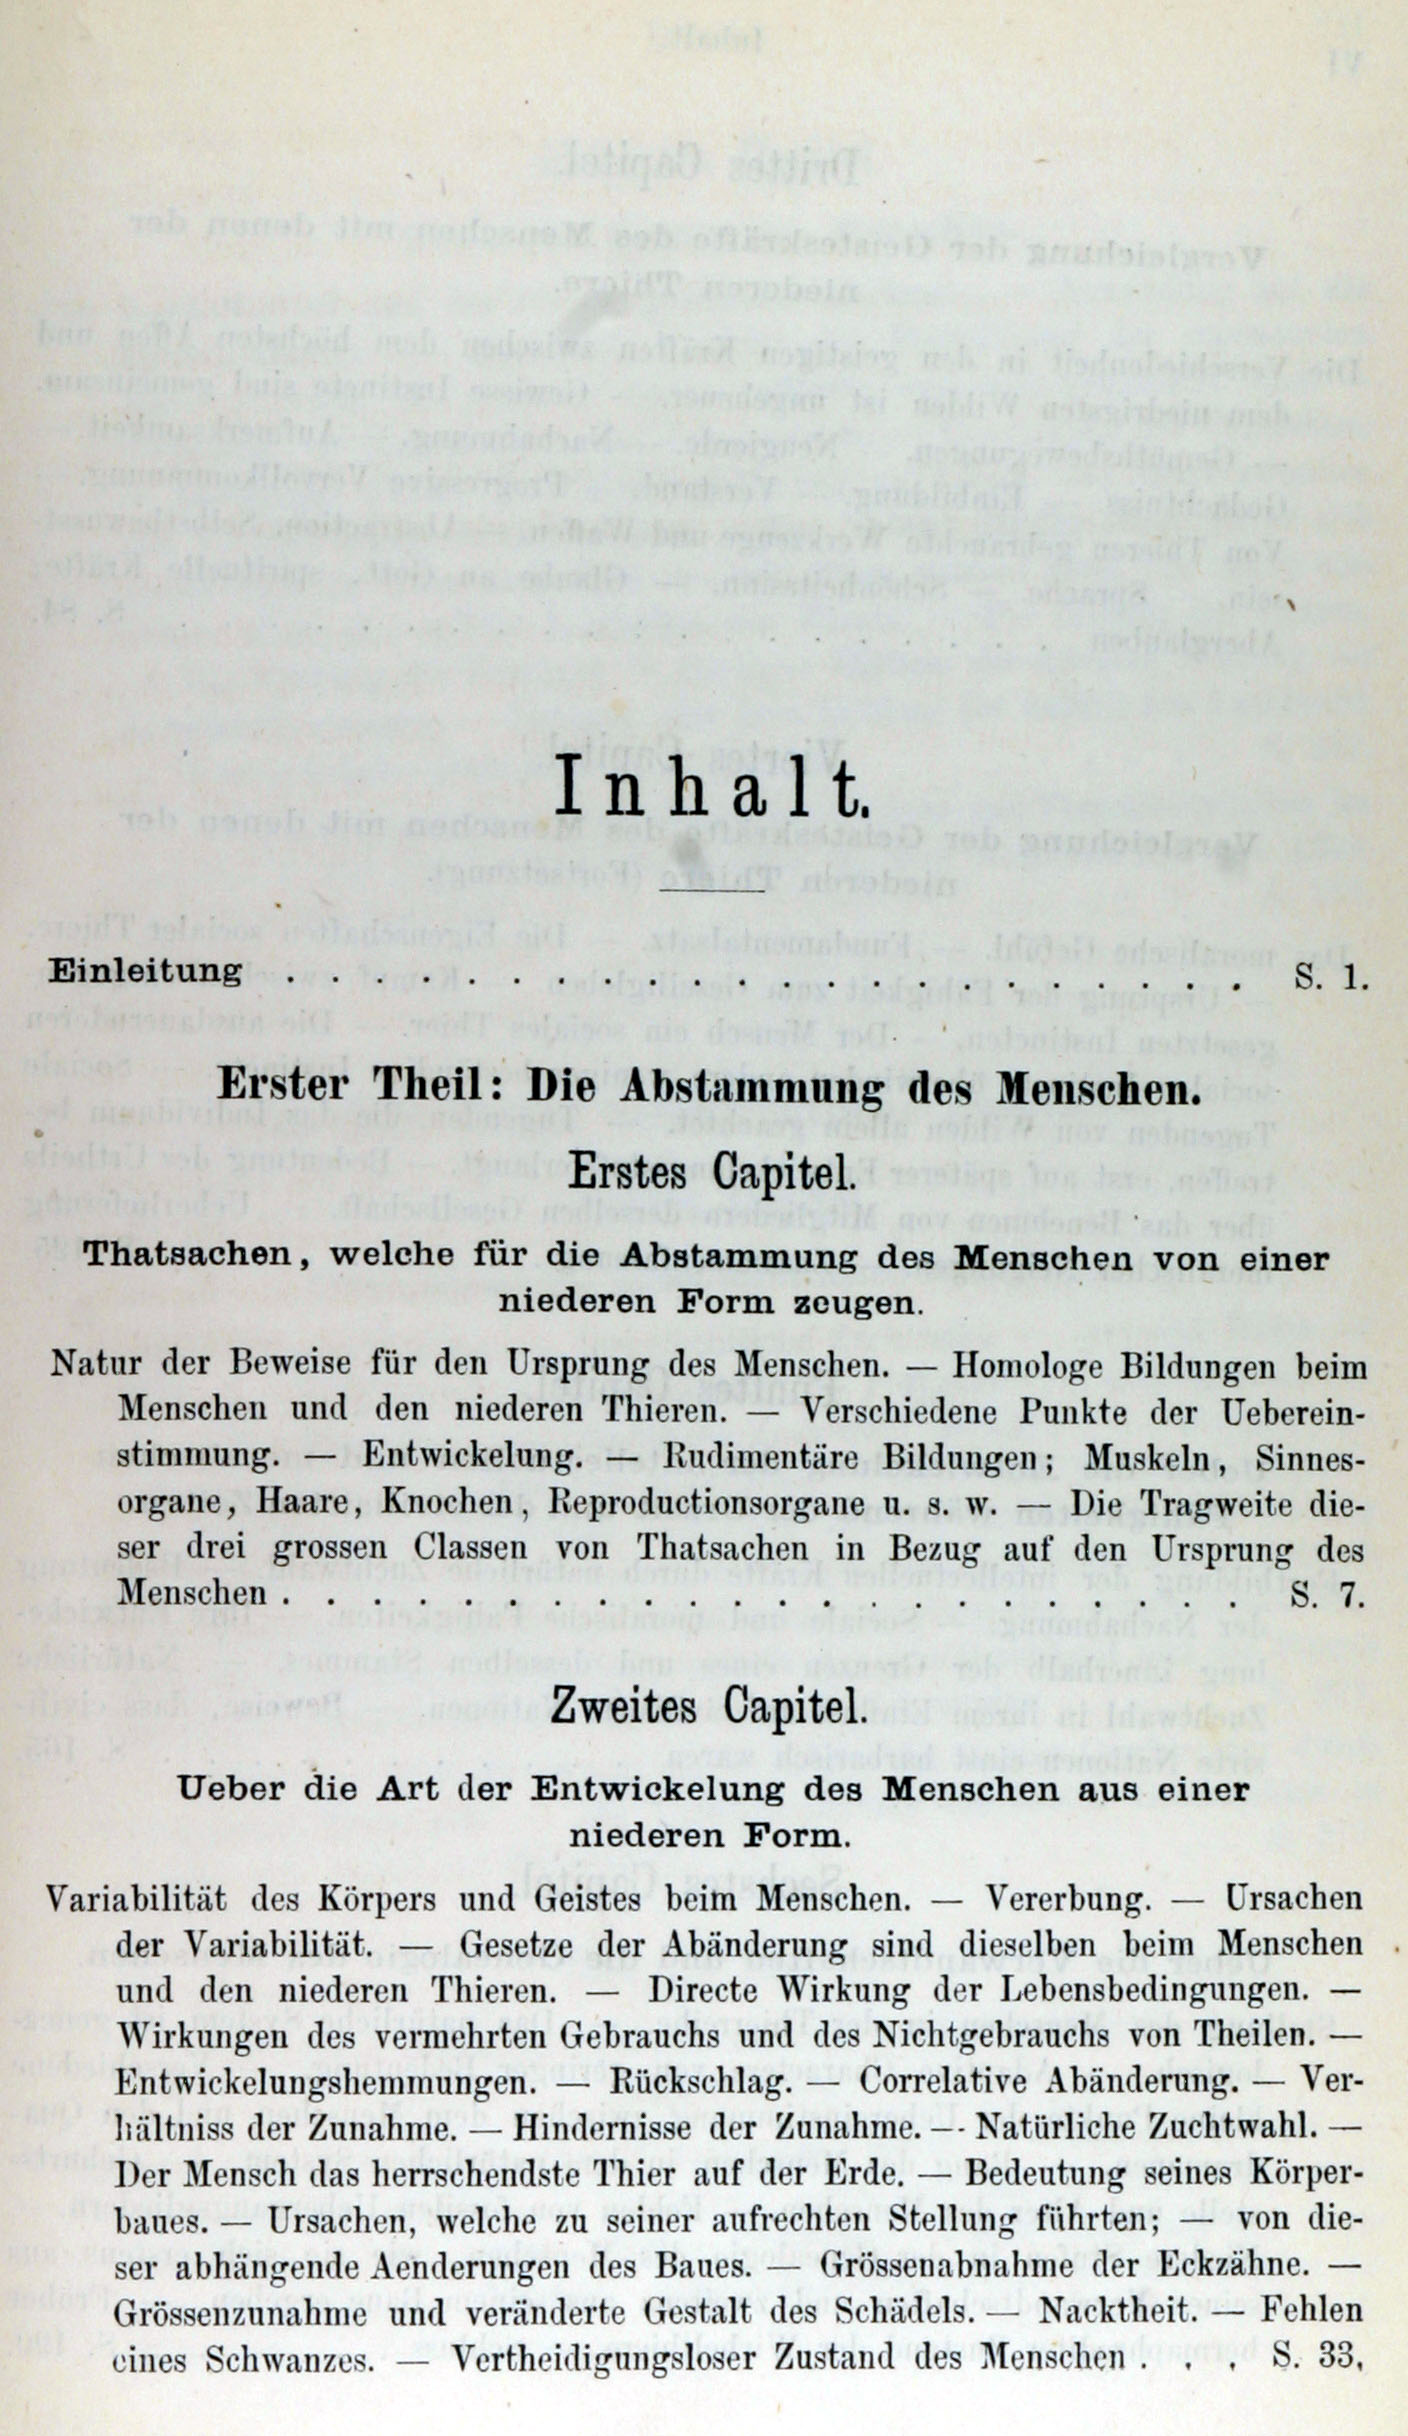 Inhalt.
Einleitung . . . . . . . . . . . . . . . . . . . . . . S. 1.
Erster Theil: Die Abstammung des Menschen.
Erstes Capitel.
Thatsachen, welche für die Abstammung des Menschen von einer
niederen Form zeugen.
Natur der Beweise für den Ursprung des Menschen. — Homologe Bildungen beim
Menschen und den niederen Thieren. — Verschiedene Punkte der Ueberein-
stimmung. — Entwickelung. — Rudimentäre Bildungen; Muskeln, Sinnes-
organe, Haare, Knochen, Reproductionsorgane u. s. w. — Die Tragweite die-
ser drei grossen Classen von Thatsachen in Bezug auf den Ursprung des
Menschen . . . . . . . . . . . . . . . . . . . . . . S. 7.
Zweites Capitel.
Ueber die Art der Entwickelung des Menschen aus einer
niederen Form.
Variabilität des Körpers und Geistes beim Menschen. — Vererbung. — Ursachen
der Variabilität. — Gesetze der Abänderung sind dieselben beim Menschen
und den niederen Thieren. — Directe Wirkung der Lebensbedingungen. —
Wirkungen des vermehrten Gebrauchs und des Nichtgebrauchs von Theilen. —
Entwickelungshemmungen. — Rückschlag. — Correlative Abänderung. — Ver-
hältniss der Zunahme. — Hindernisse der Zunahme. — Natürliche Zuchtwahl. —
Der Mensch das herrschendste Thier auf der Erde. — Bedeutung seines Körper-
baues. — Ursachen, welche zu seiner aufrechten Stellung führten; — von die-
ser abhängende Aenderungen des Baues. — Grössenabnahme der Eckzähne. —
Grössenzunahme und veränderte Gestalt des Schädels. — Nacktheit. — Fehlen
eines Schwanzes. — Vertheidigungsloser Zustand des Menschen . . . S. 33.